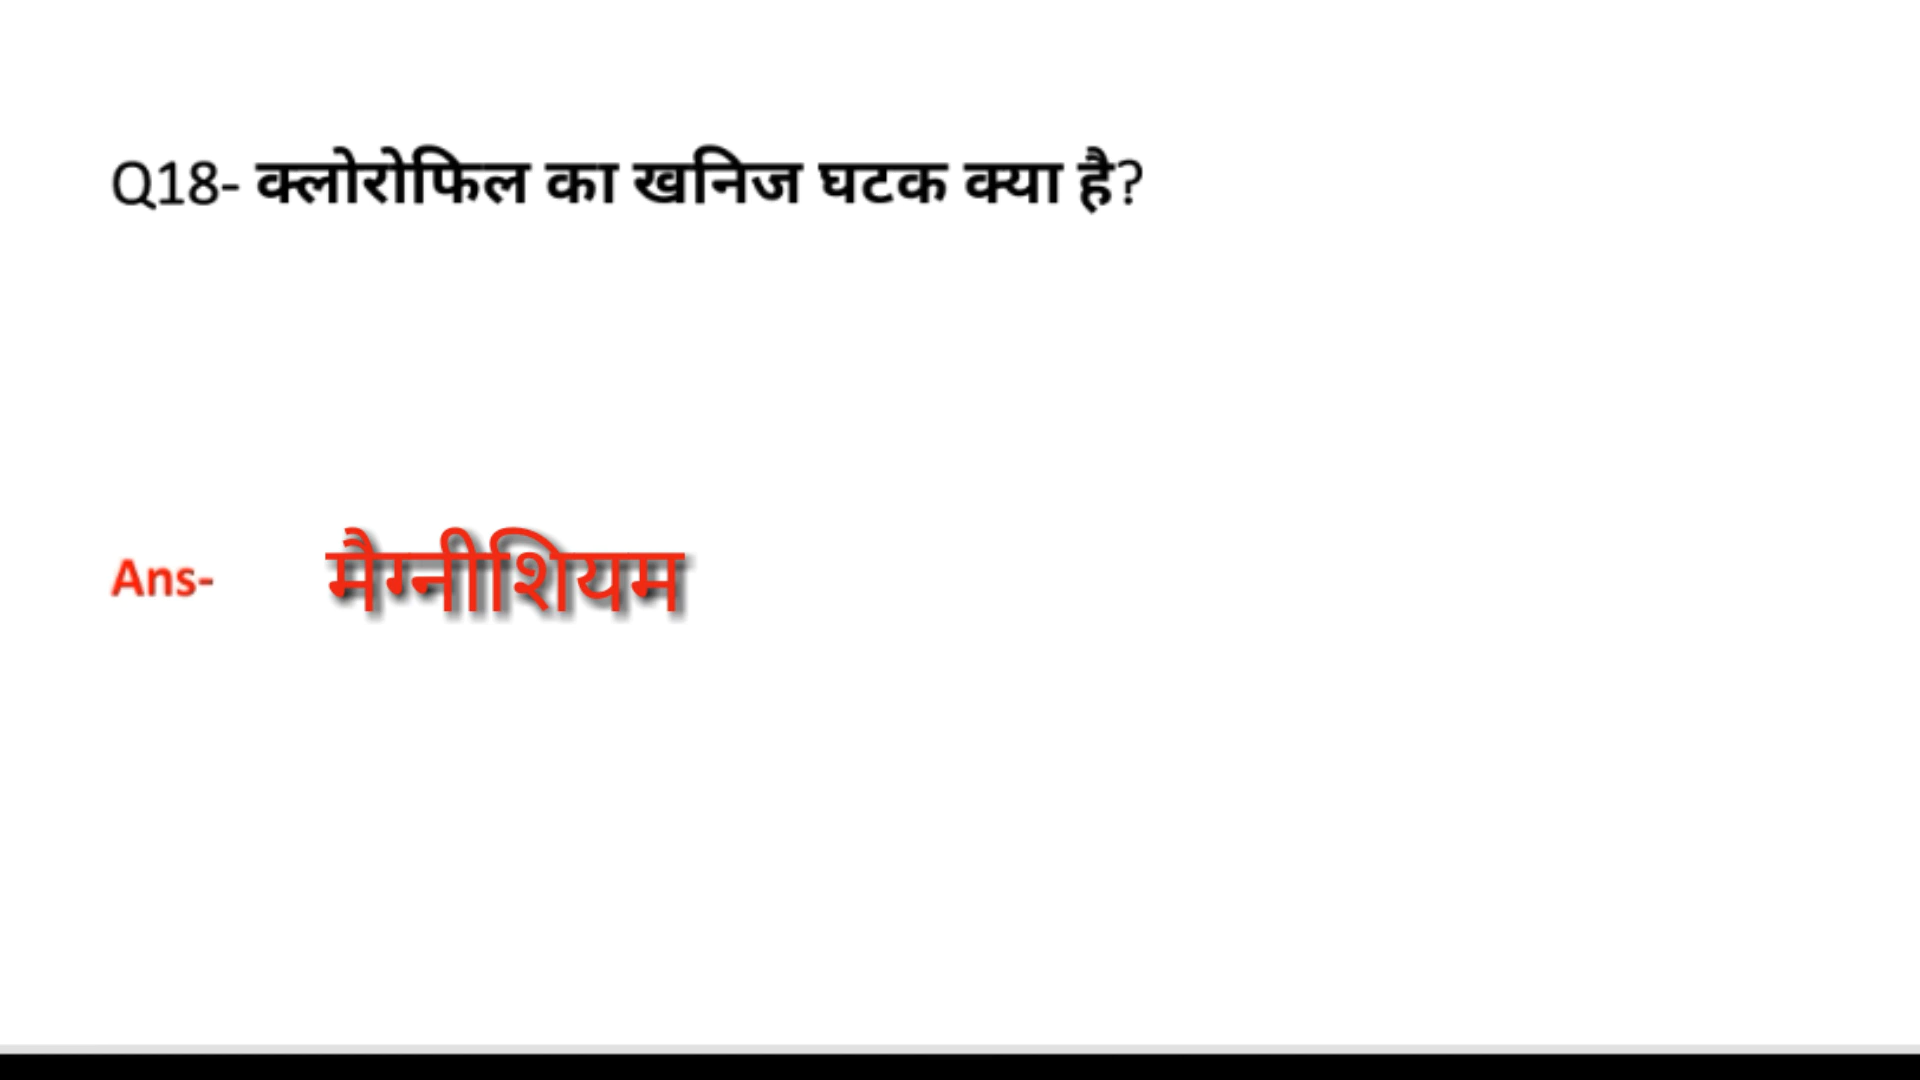 Q18- क्लोरोफिल का खनिज घटक क्या है?
Ans- मैग्नीशियम